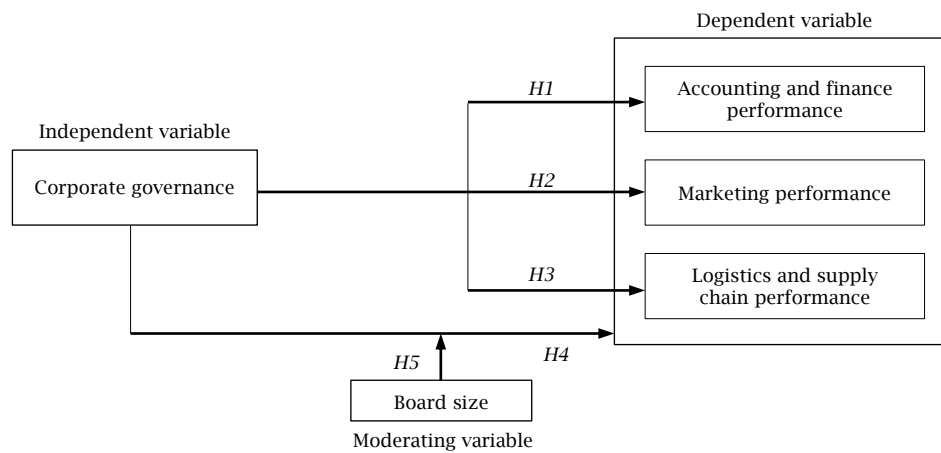 Dependent variable
H1
Accounting and finance
performance
Independent variable
Corporate governance
H2
Marketing performance
H3
Logistics and supply
chain performance
H5
H4
Board size
Moderating variable